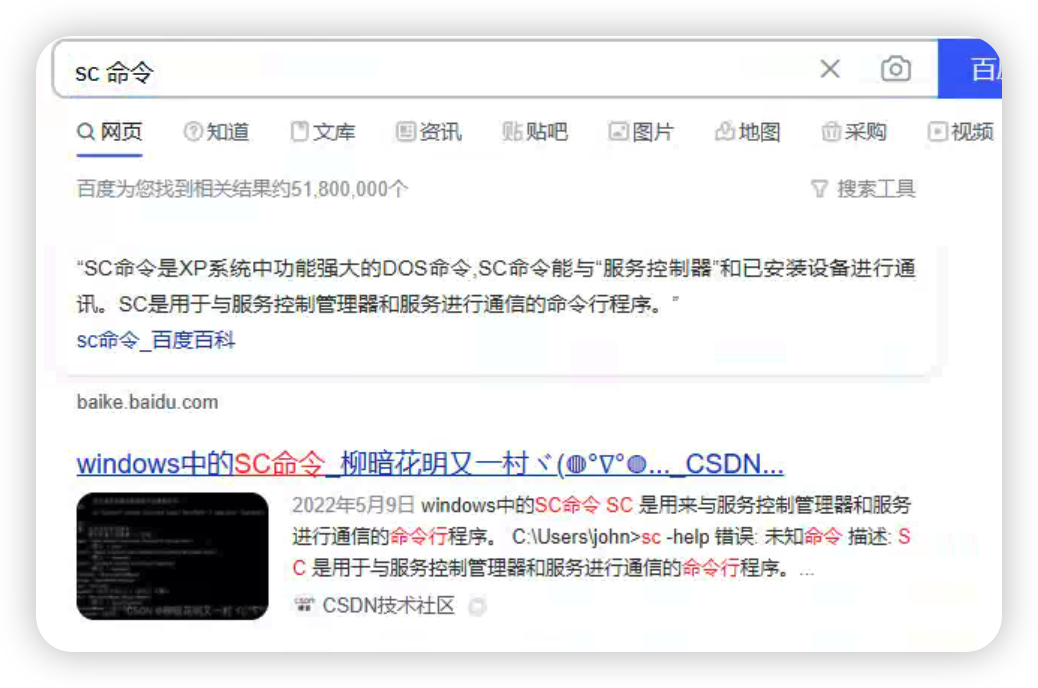 sc 命令
百度
网页 知道 文库 资讯 贴吧 图片 地图 采购 视频
百度为您找到相关结果约51,800,000个 搜索工具
“SC命令是XP系统中功能强大的DOS命令,SC命令能与“服务控制器”和已安装设备进行通
讯。SC是用于与服务控制管理器和服务进行通信的命令行程序。”
sc命令_百度百科
baike.baidu.com
windows中的SC命令_柳暗花明又一村ヾ(◍°∇°◍..._CSDN...
2022年5月9日 windows中的SC命令 SC 是用来与服务控制管理器和服务
进行通信的命令行程序。 C:\Users\john>sc -help 错误: 未知命令 描述: S
C 是用于与服务控制管理器和服务进行通信的命令行程序。 ...
CSDN技术社区